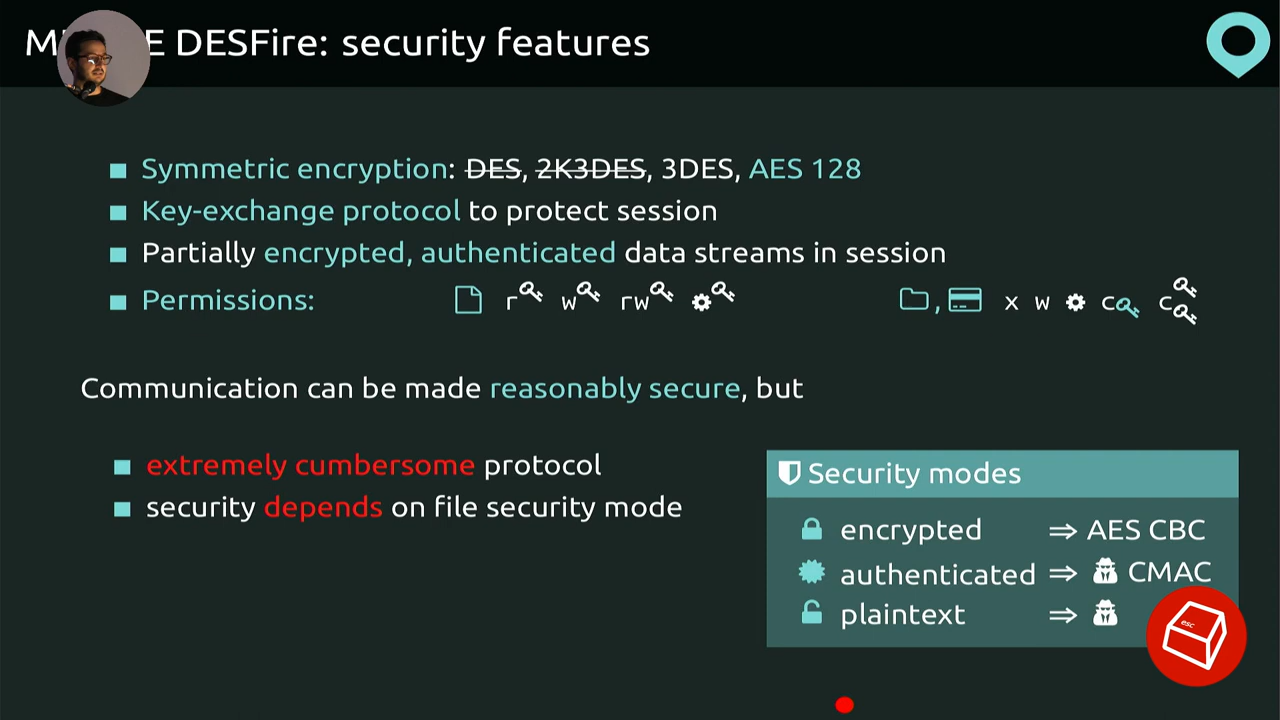 DESFire: security features
Symmetric encryption: DES, 2K3DES, 3DES, AES 128
Key-exchange protocol to protect session
Partially encrypted, authenticated data streams in session
Permissions: r w rw , x w c c
Communication can be made reasonably secure, but
extremely cumbersome protocol
security depends on file security mode
Security modes
encrypted ⇒ AES CBC
authenticated ⇒ CMAC
plaintext ⇒
esc